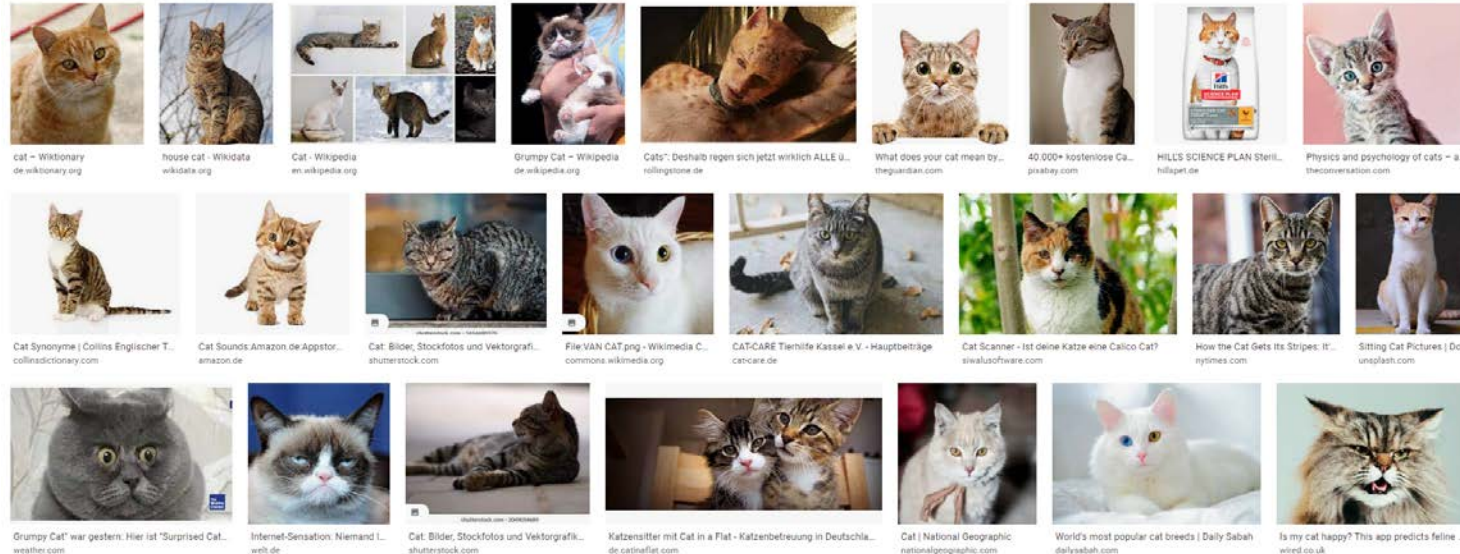 cat – Wiktionary
de.wiktionary.org
house cat - Wikidata
wikidata.org
Cat - Wikipedia
en.wikipedia.org
Grumpy Cat – Wikipedia
de.wikipedia.org
Cats": Deshalb regen sich jetzt wirklich ALLE ü...
rollingstone.de
What does your cat mean by...
theguardian.com
40.000+ kostenlose Ca...
pixabay.com
Hill's
SCIENCE PLAN
HILL'S SCIENCE PLAN Steril...
hillspet.de
Physics and psychology of cats – a
theconversation.com
Cat Synonyme | Collins Englischer T...
collinsdictionary.com
Cat Sounds:Amazon.de:Appstor...
amazon.de
shutterstock.com
Cat: Bilder, Stockfotos und Vektorgrafi...
shutterstock.com
File:VAN CAT.png - Wikimedia C...
commons.wikimedia.org
CAT-CARE Tierhilfe Kassel e.V. - Hauptbeiträge
cat-care.de
Cat Scanner - Ist deine Katze eine Calico Cat?
siwalusoftware.com
How the Cat Gets Its Stripes: It'...
nytimes.com
Sitting Cat Pictures | Do
unsplash.com
Grumpy Cat" war gestern: Hier ist "Surprised Cat...
weather.com
Internet-Sensation: Niemand l...
welt.de
shutterstock.com
Cat: Bilder, Stockfotos und Vektorgrafik...
shutterstock.com
Katzensitter mit Cat in a Flat - Katzenbetreuung in Deutschla...
de.catinaflat.com
Cat | National Geographic
nationalgeographic.com
World's most popular cat breeds | Daily Sabah
dailysabah.com
Is my cat happy? This app predicts feline
wired.co.uk